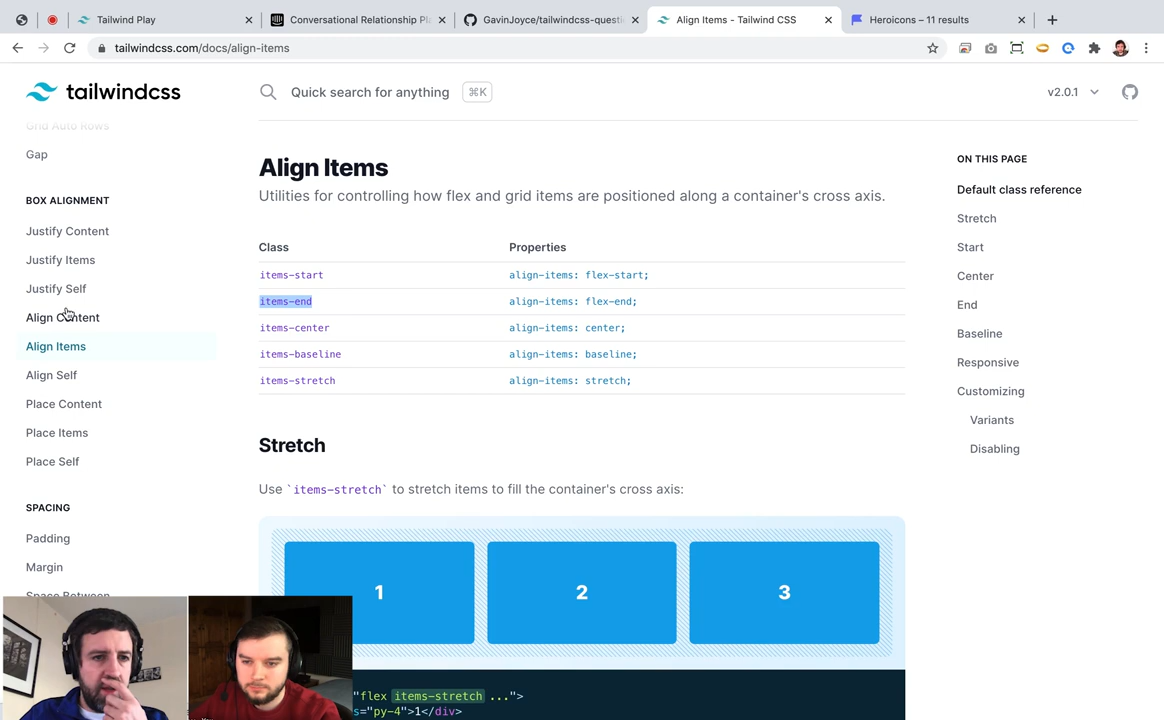 Tailwind Play
Conversational Relationship Pl
GavinJoyce/tailwindcss-questi
Align Items - Tailwind CSS
Heroicons – 11 results
tailwindcss.com/docs/align-items
tailwindcss
Quick search for anything
⌘K
v2.0.1
Grid Auto Rows
Gap
BOX ALIGNMENT
Justify Content
Justify Items
Justify Self
Align Content
Align Items
Align Self
Place Content
Place Items
Place Self
SPACING
Padding
Margin
Space Between
Align Items
Utilities for controlling how flex and grid items are positioned along a container's cross axis.
Class Properties
items-start align-items: flex-start;
items-end align-items: flex-end;
items-center align-items: center;
items-baseline align-items: baseline;
items-stretch align-items: stretch;
Stretch
Use `items-stretch` to stretch items to fill the container's cross axis:
1 2 3
"flex items-stretch ...">
s="py-4">1</div>
ON THIS PAGE
Default class reference
Stretch
Start
Center
End
Baseline
Responsive
Customizing
Variants
Disabling